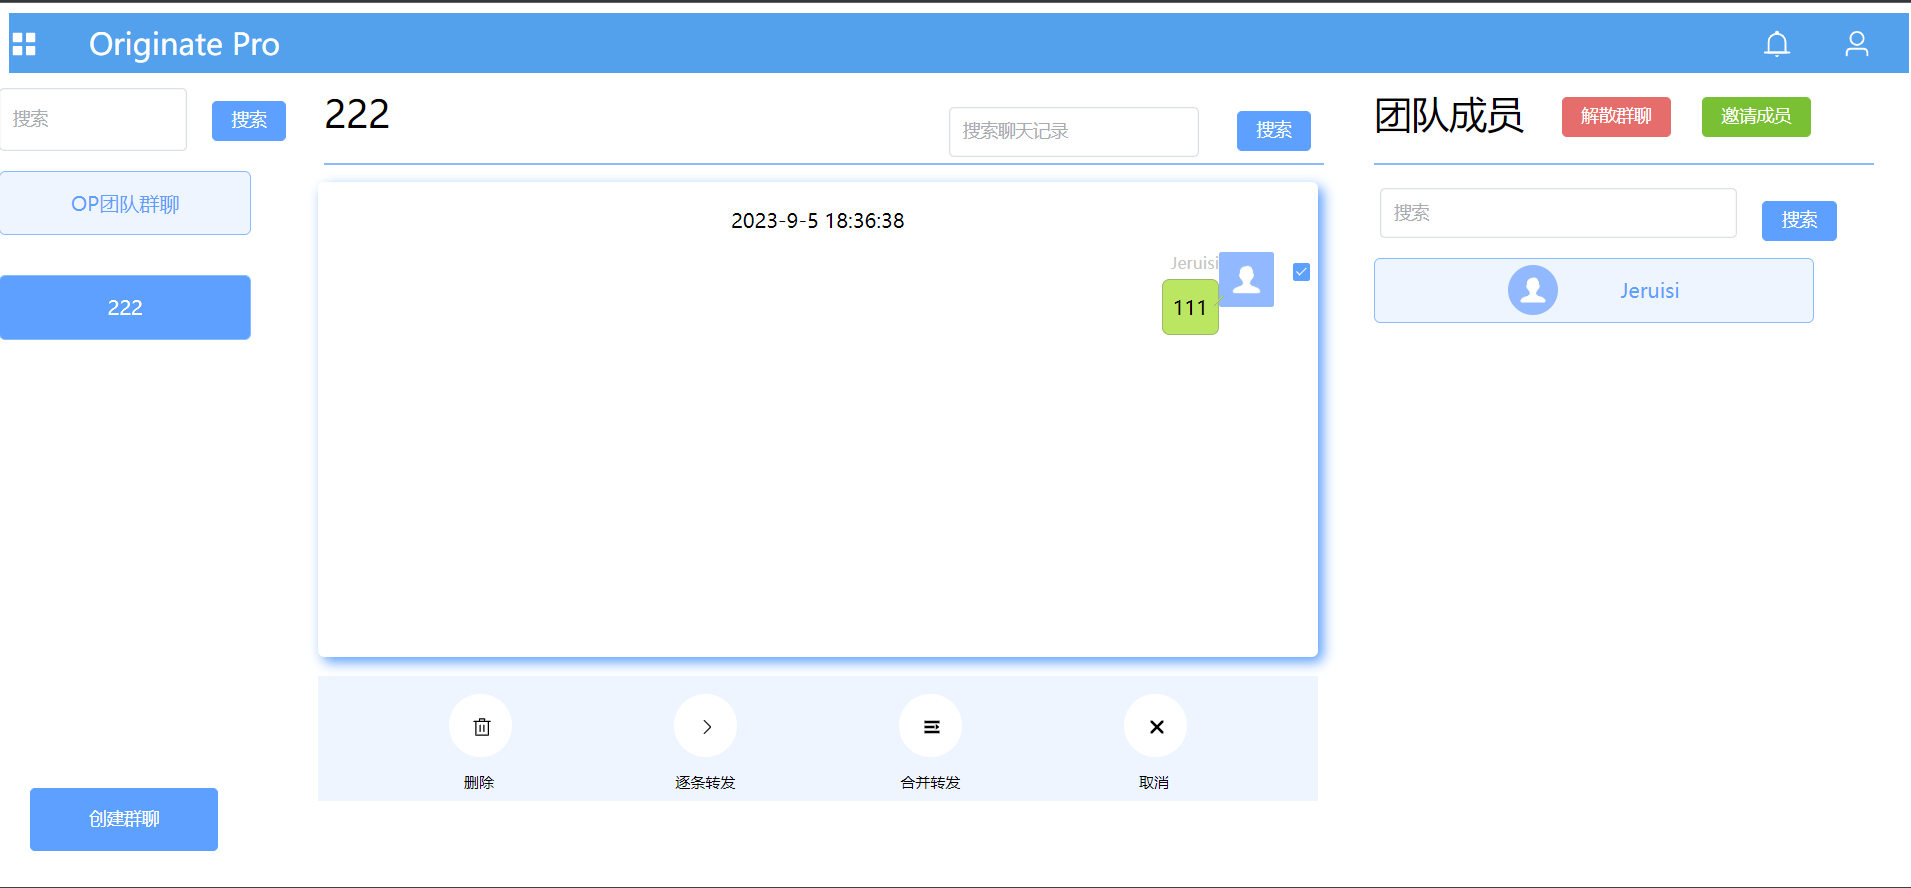 Originate Pro
搜索
搜索
OP团队群聊
222
创建群聊
222
搜索聊天记录
搜索
2023-9-5 18:36:38
Jeruisi
111
删除
逐条转发
合并转发
取消
团队成员
解散群聊
邀请成员
搜索
搜索
Jeruisi